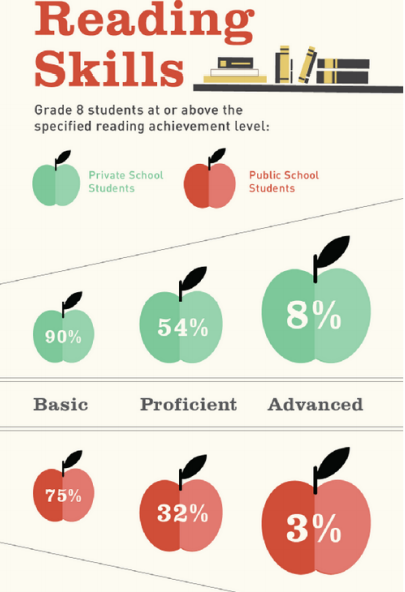 Reading
Skills
Grade 8 students at or above the
specified reading achievement level:
Private School
Students
Public School
Students
90%
54%
8%
Basic
Proficient
Advanced
75%
32%
3%